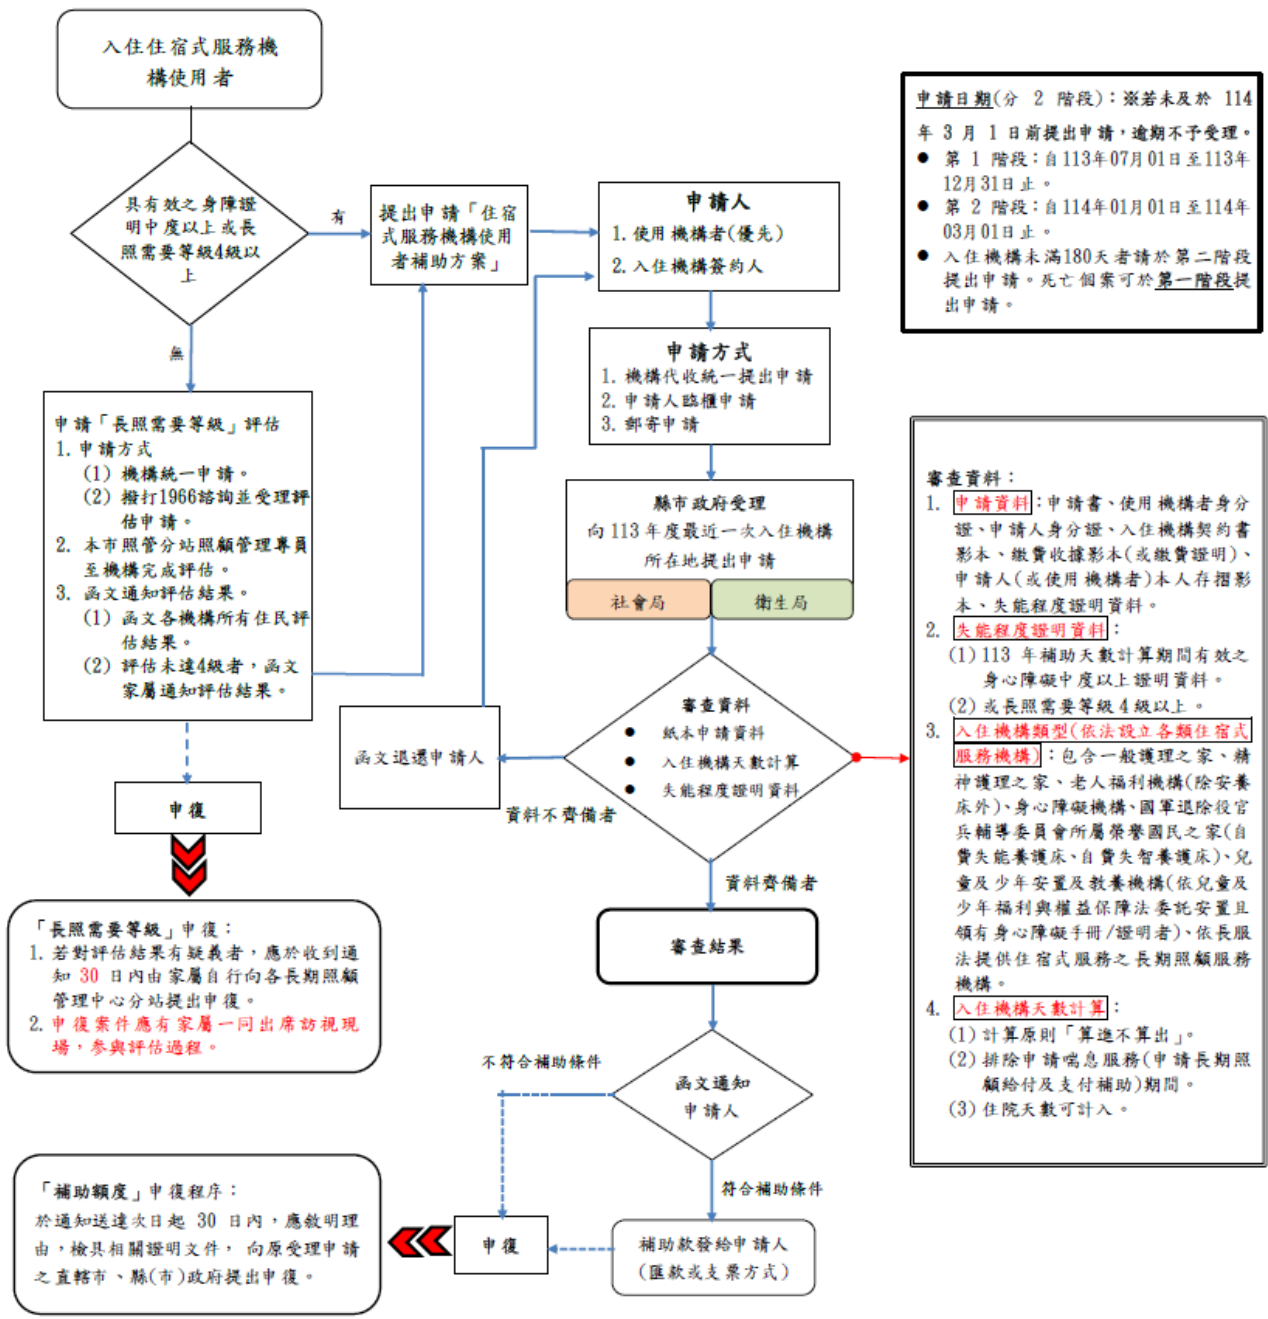 入住住宿式服務機
構使用者
具有效之身障證
明中度以上或長
照需要等級4級以
上
有
無
提出申請「住宿
式服務機構使用
者補助方案」
申請人
1. 使用機構者(優先)
2. 入住機構簽約人
申請日期(分 2 階段)：※若未及於 114
年 3 月 1 日前提出申請，逾期不予受理。
● 第 1 階段：自113年07月01日至113年
12月31日止。
● 第 2 階段：自114年01月01日至114年
03月01日止。
● 入住機構未滿180天者請於第二階段
提出申請。死亡個案可於第一階段提
出申請。
申請方式
1. 機構代收統一提出申請
2. 申請人臨櫃申請
3. 郵寄申請
申請「長照需要等級」評估
1. 申請方式
(1) 機構統一申請。
(2) 撥打1966諮詢並受理評
估申請。
2. 本市照管分站照顧管理專員
至機構完成評估。
3. 函文通知評估結果。
(1) 函文各機構所有住民評
估結果。
(2) 評估未達4級者，函文
家屬通知評估結果。
縣市政府受理
向 113 年度最近一次入住機構
所在地提出申請
社會局
衛生局
審查資料
● 紙本申請資料
● 入住機構天數計算
● 失能程度證明資料
函文退還申請人
資料不齊備者
資料齊備者
審查資料：
1. 申請資料：申請書、使用機構者身分
證、申請人身分證、入住機構契約書
影本、繳費收據影本(或繳費證明)、
申請人(或使用機構者)本人存摺影
本、失能程度證明資料。
2. 失能程度證明資料：
(1) 113 年補助天數計算期間有效之
身心障礙中度以上證明資料。
(2) 或長照需要等級 4 級以上。
3. 入住機構類型(依法設立各類住宿式
服務機構)：包含一般護理之家、精
神護理之家、老人福利機構(除安養
床外)、身心障礙機構、國軍退除役官
兵輔導委員會所屬榮譽國民之家(自
費失能養護床、自費失智養護床)、兒
童及少年安置及教養機構(依兒童及
少年福利與權益保障法委託安置且
領有身心障礙手冊/證明者)、依長服
法提供住宿式服務之長期照顧服務
機構。
4. 入住機構天數計算：
(1) 計算原則「算進不算出」。
(2) 排除申請喘息服務(申請長期照
顧給付及支付補助)期間。
(3) 住院天數可計入。
申復
「長照需要等級」申復：
1. 若對評估結果有疑義者，應於收到通
知 30 日內由家屬自行向各長期照顧
管理中心分站提出申復。
2. 申復案件應有家屬一同出席訪視現
場，參與評估過程。
審查結果
不符合補助條件
函文通知
申請人
符合補助條件
「補助額度」申復程序：
於通知送達次日起 30 日內，應敘明理
由，檢具相關證明文件， 向原受理申請
之直轄市、縣(市)政府提出申復。
申復
補助款發給申請人
(匯款或支票方式)